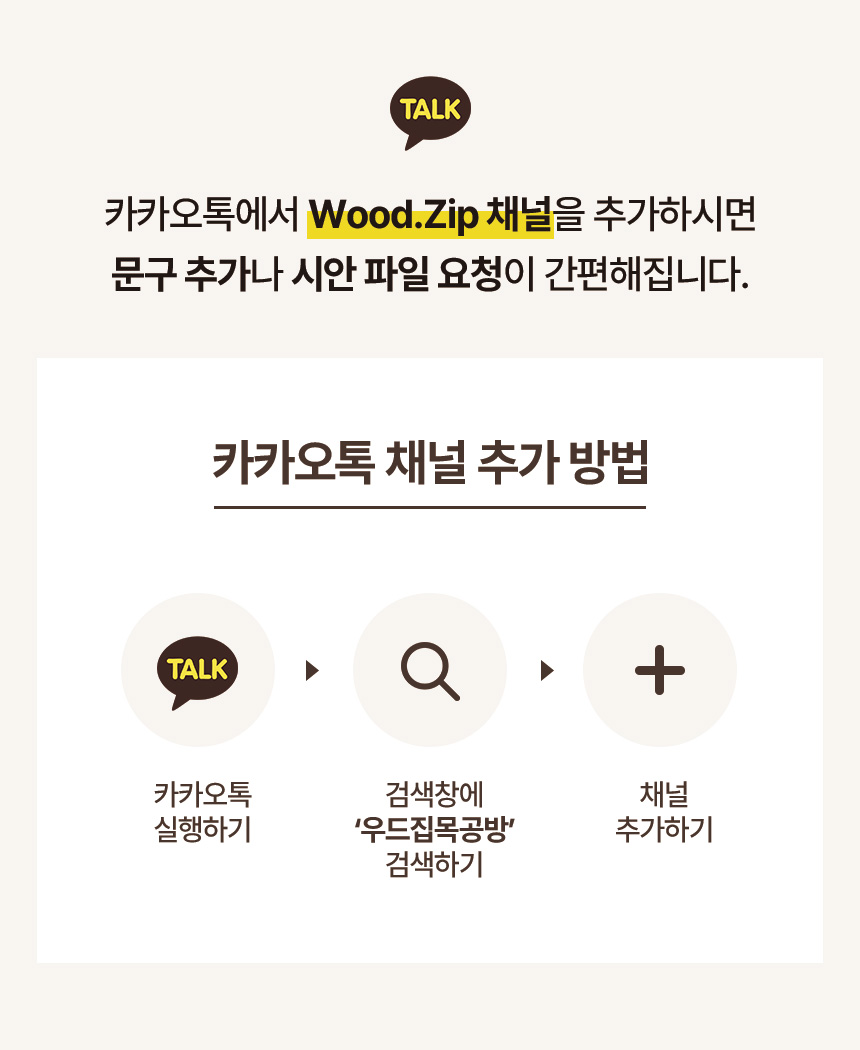 TALK
카카오톡에서 Wood.Zip 채널을 추가하시면
문구 추가나 시안 파일 요청이 간편해집니다.
카카오톡 채널 추가 방법
TALK
카카오톡
실행하기
검색창에
‘우드집목공방’
검색하기
채널
추가하기